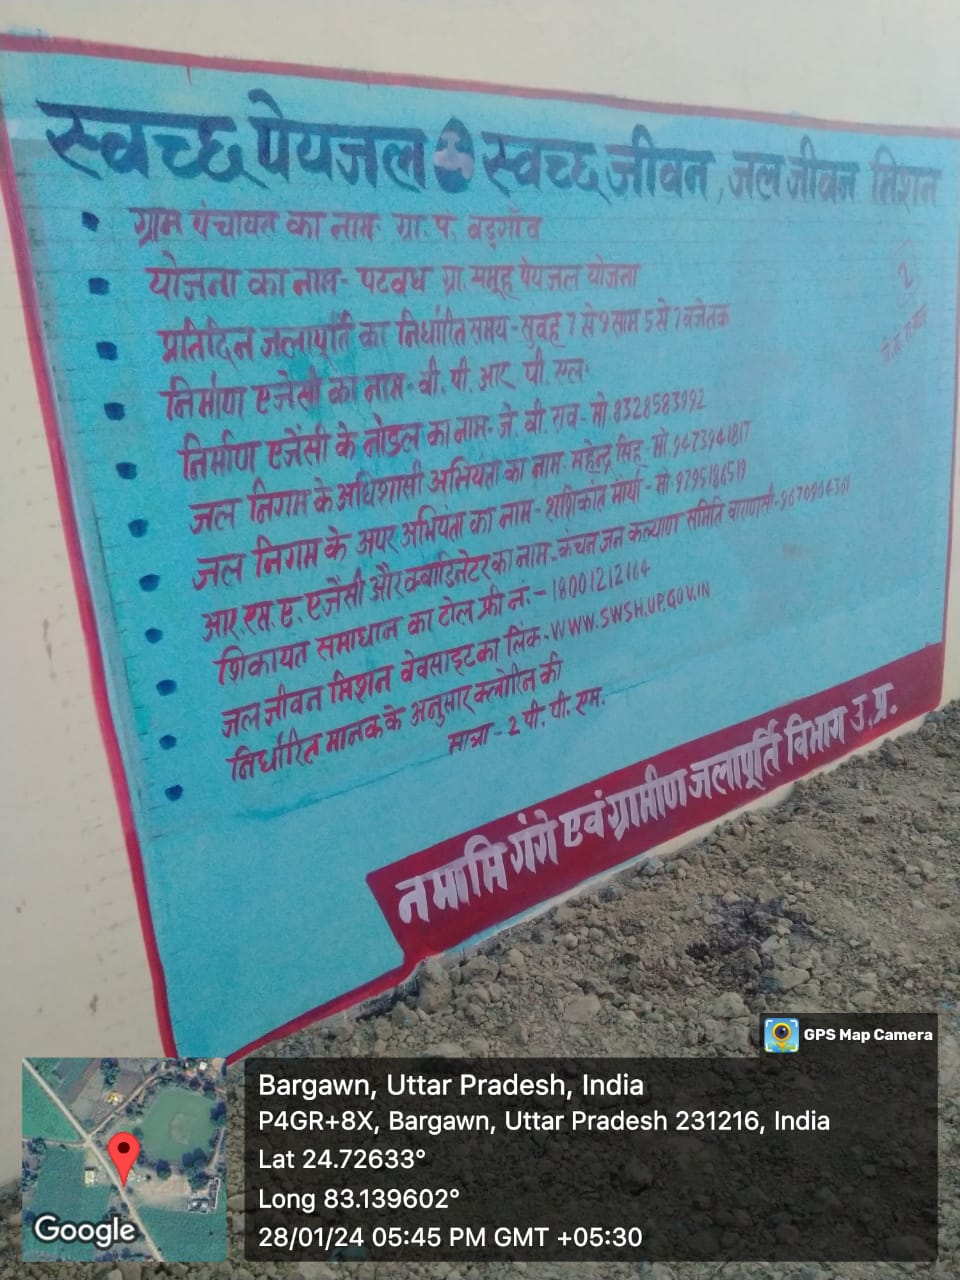 स्वच्छ पेयजल स्वच्छ जीवन, जल जीवन मिशन
ग्राम पंचायत का नाम- ग्रा. पं. बड़गाँव
योजना का नाम- पटवध ग्रा. समूह पेयजल योजना
प्रतिदिन जलापूर्ति का निर्धारित समय - सुवह 7 से 9 साम 5 से 7 वजे तक
निर्माण एजेंसी का नाम- वी. पी. आर. पी. एल.
निर्माण एजेंसी के नोडल का नाम- जे. वी. राव - मो. 8328583992
जल निगम के अधिशासी अभियंता का नाम- महेन्द्र सिंह - मो. 9473941817
जल निगम के अपर अभियंता का नाम - शशिकांत मौर्या - मो- 9795186519
आर. एस. ए. एजेंसी और क्वाडिनेटर का नाम- कंचन जन कल्याण समिति वाराणसी- 9670904381
शिकायत समाधान का टोल फ्री नं. - 18001212164
जल जीवन मिशन वेवसाइट का लिंक - WWW.SWSH.UP.GOV.IN
निर्धारित मानक के अनुसार क्लोरिन की
मात्रा - 2 पी. पी. एम.
नमामि गंगे एवं ग्रामीण जलापूर्ति विभाग उ. प्र.
GPS Map Camera
Bargawn, Uttar Pradesh, India
P4GR+8X, Bargawn, Uttar Pradesh 231216, India
Lat 24.72633°
Long 83.139602°
28/01/24 05:45 PM GMT +05:30
Google